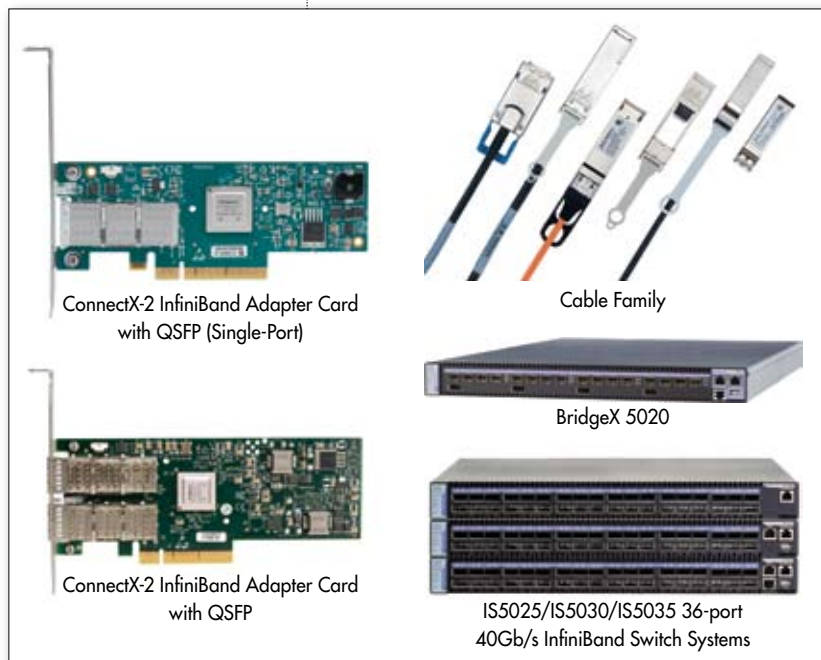 ConnectX-2 InfiniBand Adapter Card
with QSFP (Single-Port)
Cable Family
BridgeX 5020
ConnectX-2 InfiniBand Adapter Card
with QSFP
IS5025/IS5030/IS5035 36-port
40Gb/s InfiniBand Switch Systems